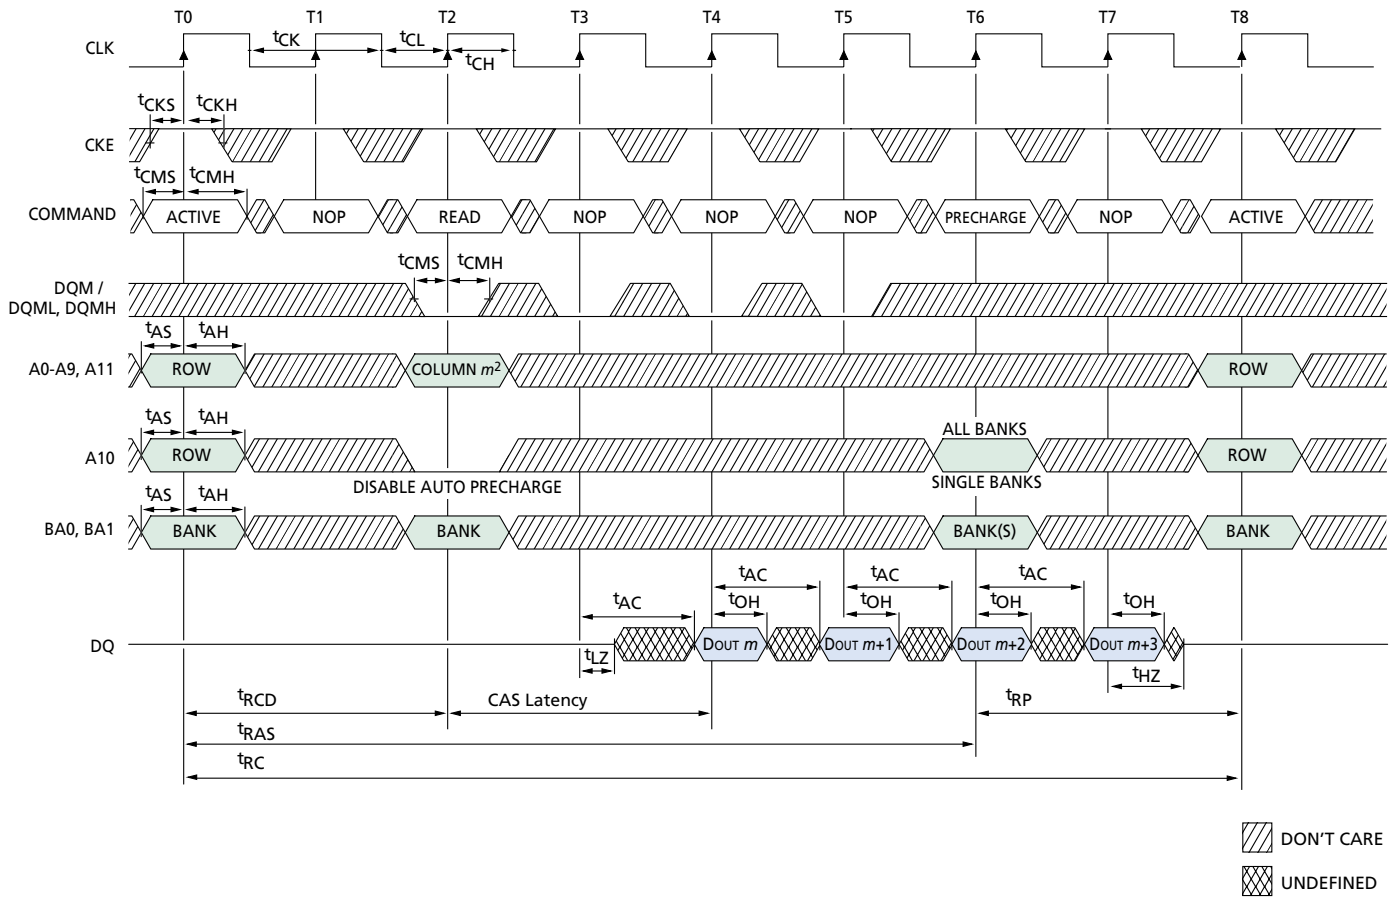 T0 T1 T2 T3 T4 T5 T6 T7 T8
CLK
tCK tCL
tCH
tCKS tCKH
CKE
tCMS tCMH
COMMAND ACTIVE NOP READ NOP NOP NOP PRECHARGE NOP ACTIVE
tCMS tCMH
DQM /
DQML, DQMH
tAS tAH
A0-A9, A11 ROW COLUMN m2 ROW
tAS tAH
ALL BANKS
A10 ROW ROW
DISABLE AUTO PRECHARGE SINGLE BANKS
tAS tAH
BA0, BA1 BANK BANK BANK(S) BANK
tAC tAC tAC
tAC tOH tOH tOH tOH
DQ DOUT m DOUT m+1 DOUT m+2 DOUT m+3
tLZ tHZ
tRCD CAS Latency tRP
tRAS
tRC
DON'T CARE
UNDEFINED